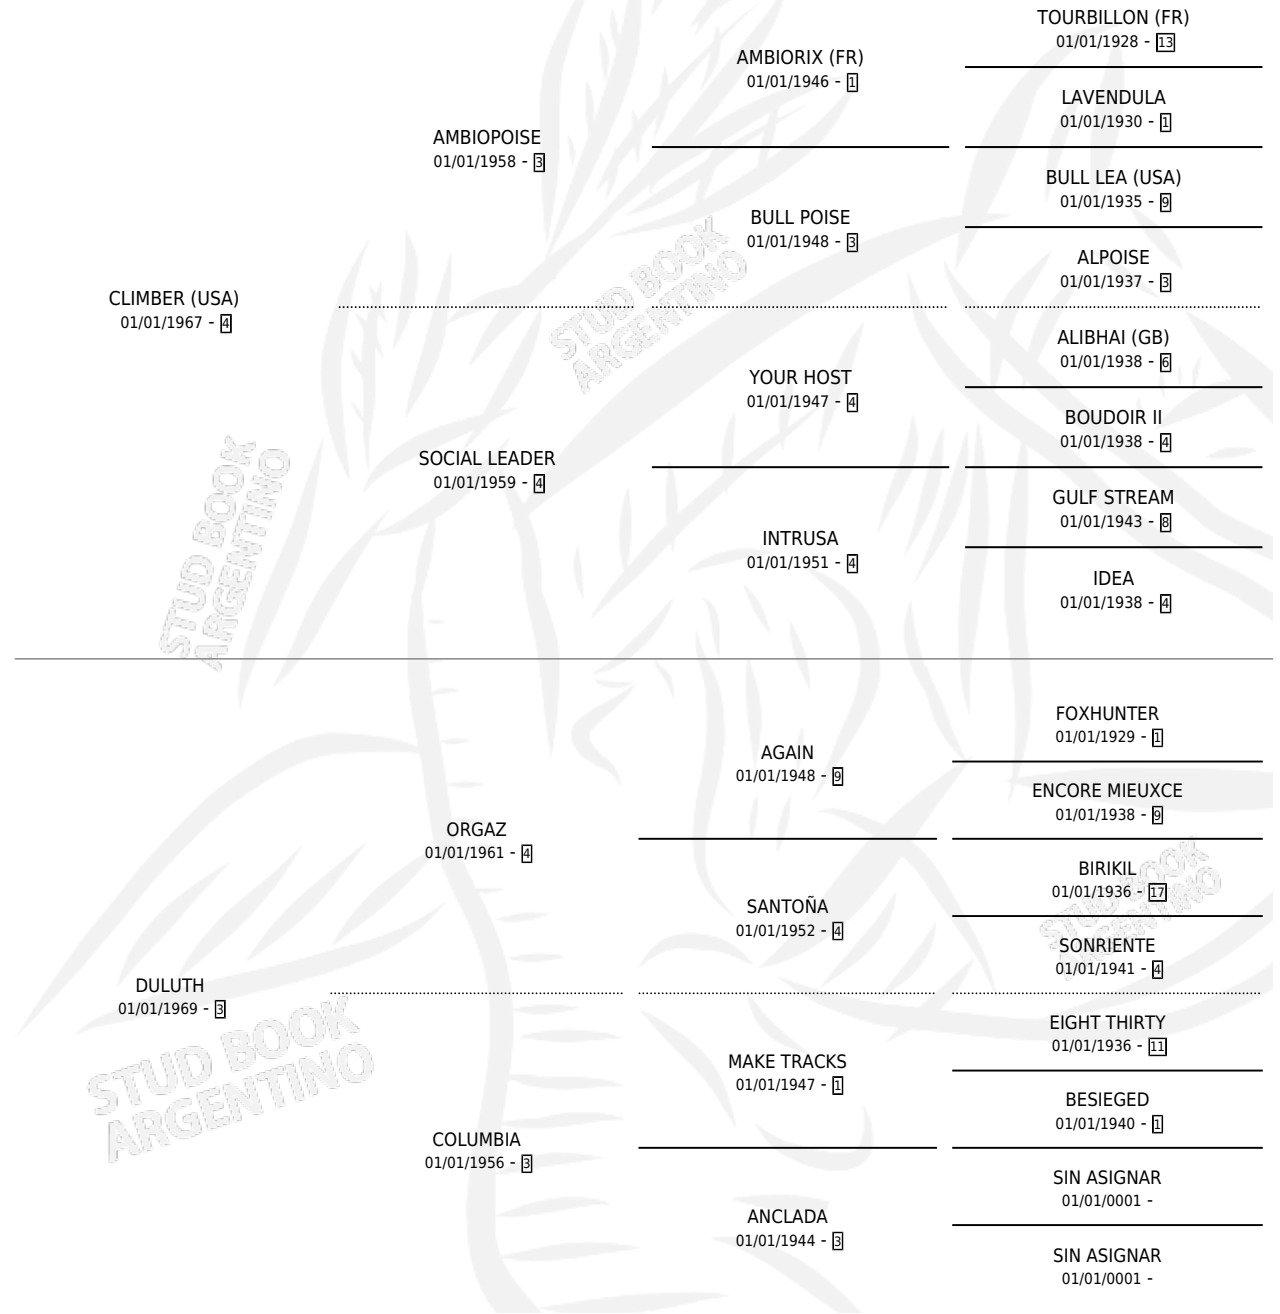 TOURBILLON (FR)
01/01/1928 - 13
AMBIORIX (FR)
01/01/1946 - 1
LAVENDULA
01/01/1930 - 1
AMBIOPOISE
01/01/1958 - 3
BULL LEA (USA)
01/01/1935 - 9
BULL POISE
01/01/1948 - 3
ALPOISE
01/01/1937 - 3
CLIMBER (USA)
01/01/1967 - 4
ALIBHAI (GB)
01/01/1938 - 6
YOUR HOST
01/01/1947 - 4
BOUDOIR II
01/01/1938 - 4
SOCIAL LEADER
01/01/1959 - 4
GULF STREAM
01/01/1943 - 8
INTRUSA
01/01/1951 - 4
IDEA
01/01/1938 - 4
FOXHUNTER
01/01/1929 - 1
AGAIN
01/01/1948 - 9
ENCORE MIEUXCE
01/01/1938 - 9
ORGAZ
01/01/1961 - 4
BIRIKIL
01/01/1936 - 17
SANTOÑA
01/01/1952 - 4
SONRIENTE
01/01/1941 - 4
DULUTH
01/01/1969 - 3
EIGHT THIRTY
01/01/1936 - 11
MAKE TRACKS
01/01/1947 - 1
BESIEGED
01/01/1940 - 1
COLUMBIA
01/01/1956 - 3
SIN ASIGNAR
01/01/0001 -
ANCLADA
01/01/1944 - 3
SIN ASIGNAR
01/01/0001 -
STUD BOOK
ARGENTINO
STUD BOOK
ARGENTINO
STUD BOOK
ARGENTINO
STUD BOOK
ARGENTINO